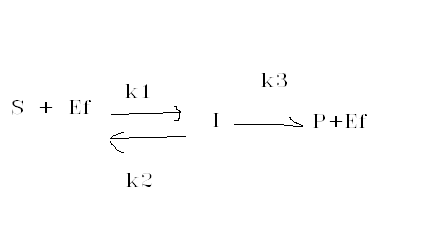 k1
k3
S + Ef
I
P+Ef
k2